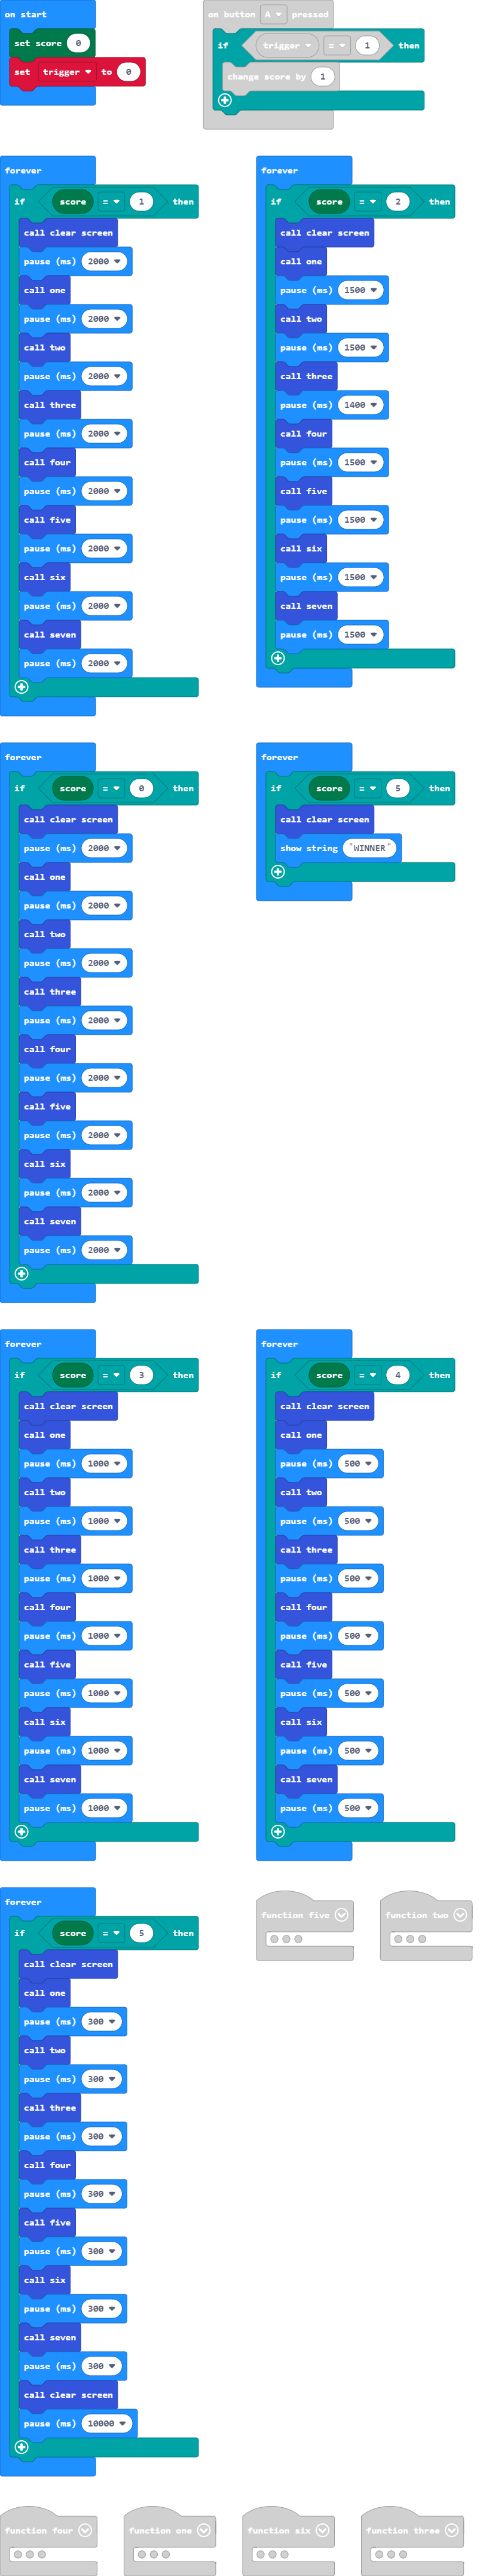 on start
set score 0
set trigger to 0
on button A pressed
if trigger = 1 then
change score by 1
forever
if score = 1 then
call clear screen
pause (ms) 2000
call one
pause (ms) 2000
call two
pause (ms) 2000
call three
pause (ms) 2000
call four
pause (ms) 2000
call five
pause (ms) 2000
call six
pause (ms) 2000
call seven
pause (ms) 2000
forever
if score = 2 then
call clear screen
call one
pause (ms) 1500
call two
pause (ms) 1500
call three
pause (ms) 1400
call four
pause (ms) 1500
call five
pause (ms) 1500
call six
pause (ms) 1500
call seven
pause (ms) 1500
forever
if score = 0 then
call clear screen
pause (ms) 2000
call one
pause (ms) 2000
call two
pause (ms) 2000
call three
pause (ms) 2000
call four
pause (ms) 2000
call five
pause (ms) 2000
call six
pause (ms) 2000
call seven
pause (ms) 2000
forever
if score = 5 then
call clear screen
show string "WINNER"
forever
if score = 3 then
call clear screen
call one
pause (ms) 1000
call two
pause (ms) 1000
call three
pause (ms) 1000
call four
pause (ms) 1000
call five
pause (ms) 1000
call six
pause (ms) 1000
call seven
pause (ms) 1000
forever
if score = 4 then
call clear screen
call one
pause (ms) 500
call two
pause (ms) 500
call three
pause (ms) 500
call four
pause (ms) 500
call five
pause (ms) 500
call six
pause (ms) 500
call seven
pause (ms) 500
forever
if score = 5 then
call clear screen
call one
pause (ms) 300
call two
pause (ms) 300
call three
pause (ms) 300
call four
pause (ms) 300
call five
pause (ms) 300
call six
pause (ms) 300
call seven
pause (ms) 300
call clear screen
pause (ms) 10000
function five
function two
function four
function one
function six
function three